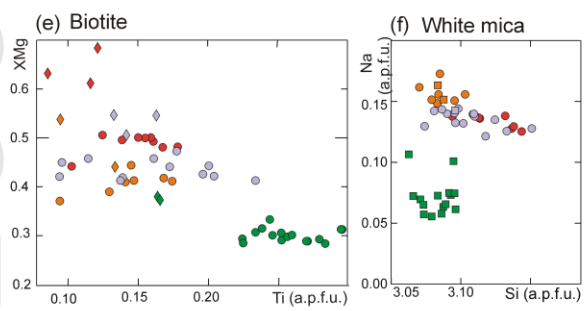 (e) Biotite
XMg
0.6
0.5
0.4
0.3
0.2
0.10 0.15 0.20 Ti (a.p.f.u.)
(f) White mica
Na (a.p.f.u.)
0.15
0.10
0.05
0.00
3.05 3.10 Si (a.p.f.u.)